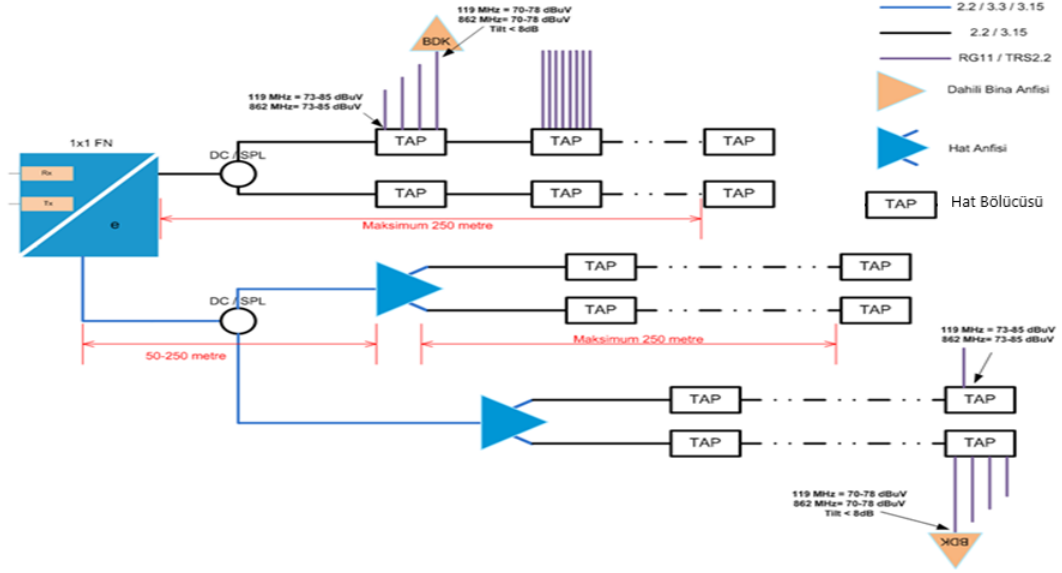 119 MHz = 70-78 dBuV
862 MHz= 70-78 dBuV
Tilt < 8dB
BDK
2.2 / 3.3 / 3.15
2.2 / 3.15
RG11 / TRS2.2
Dahili Bina Anfisi
Hat Anfisi
TAP
Hat Bölücüsü
119 MHz = 73-85 dBuV
862 MHz= 73-85 dBuV
1x1 FN
Rx
Tx
e
DC / SPL
TAP
TAP
TAP
TAP
TAP
TAP
Maksimum 250 metre
DC / SPL
TAP
TAP
TAP
TAP
50-250 metre
Maksimum 250 metre
119 MHz = 73-85 dBuV
862 MHz= 73-85 dBuV
TAP
TAP
TAP
TAP
119 MHz = 70-78 dBuV
862 MHz= 70-78 dBuV
Tilt < 8dB
BDK